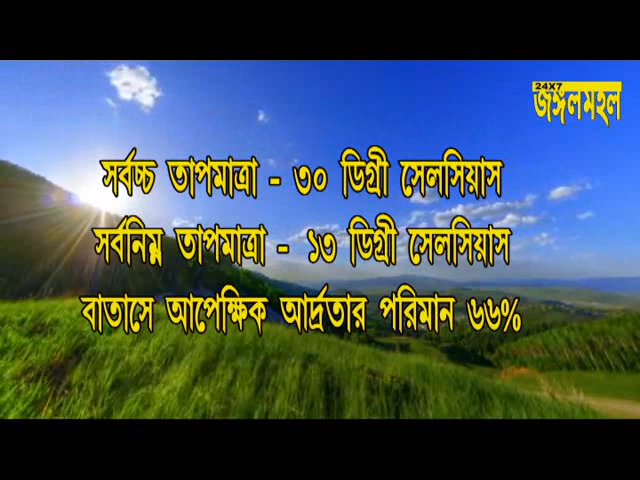 24X7
জঙ্গলমহল
সর্বচ্চ তাপমাত্রা - ৩০ ডিগ্রী সেলসিয়াস
সর্বনিম্ন তাপমাত্রা - ১৩ ডিগ্রী সেলসিয়াস
বাতাসে আপেক্ষিক আর্দ্রতার পরিমান ৬৬%